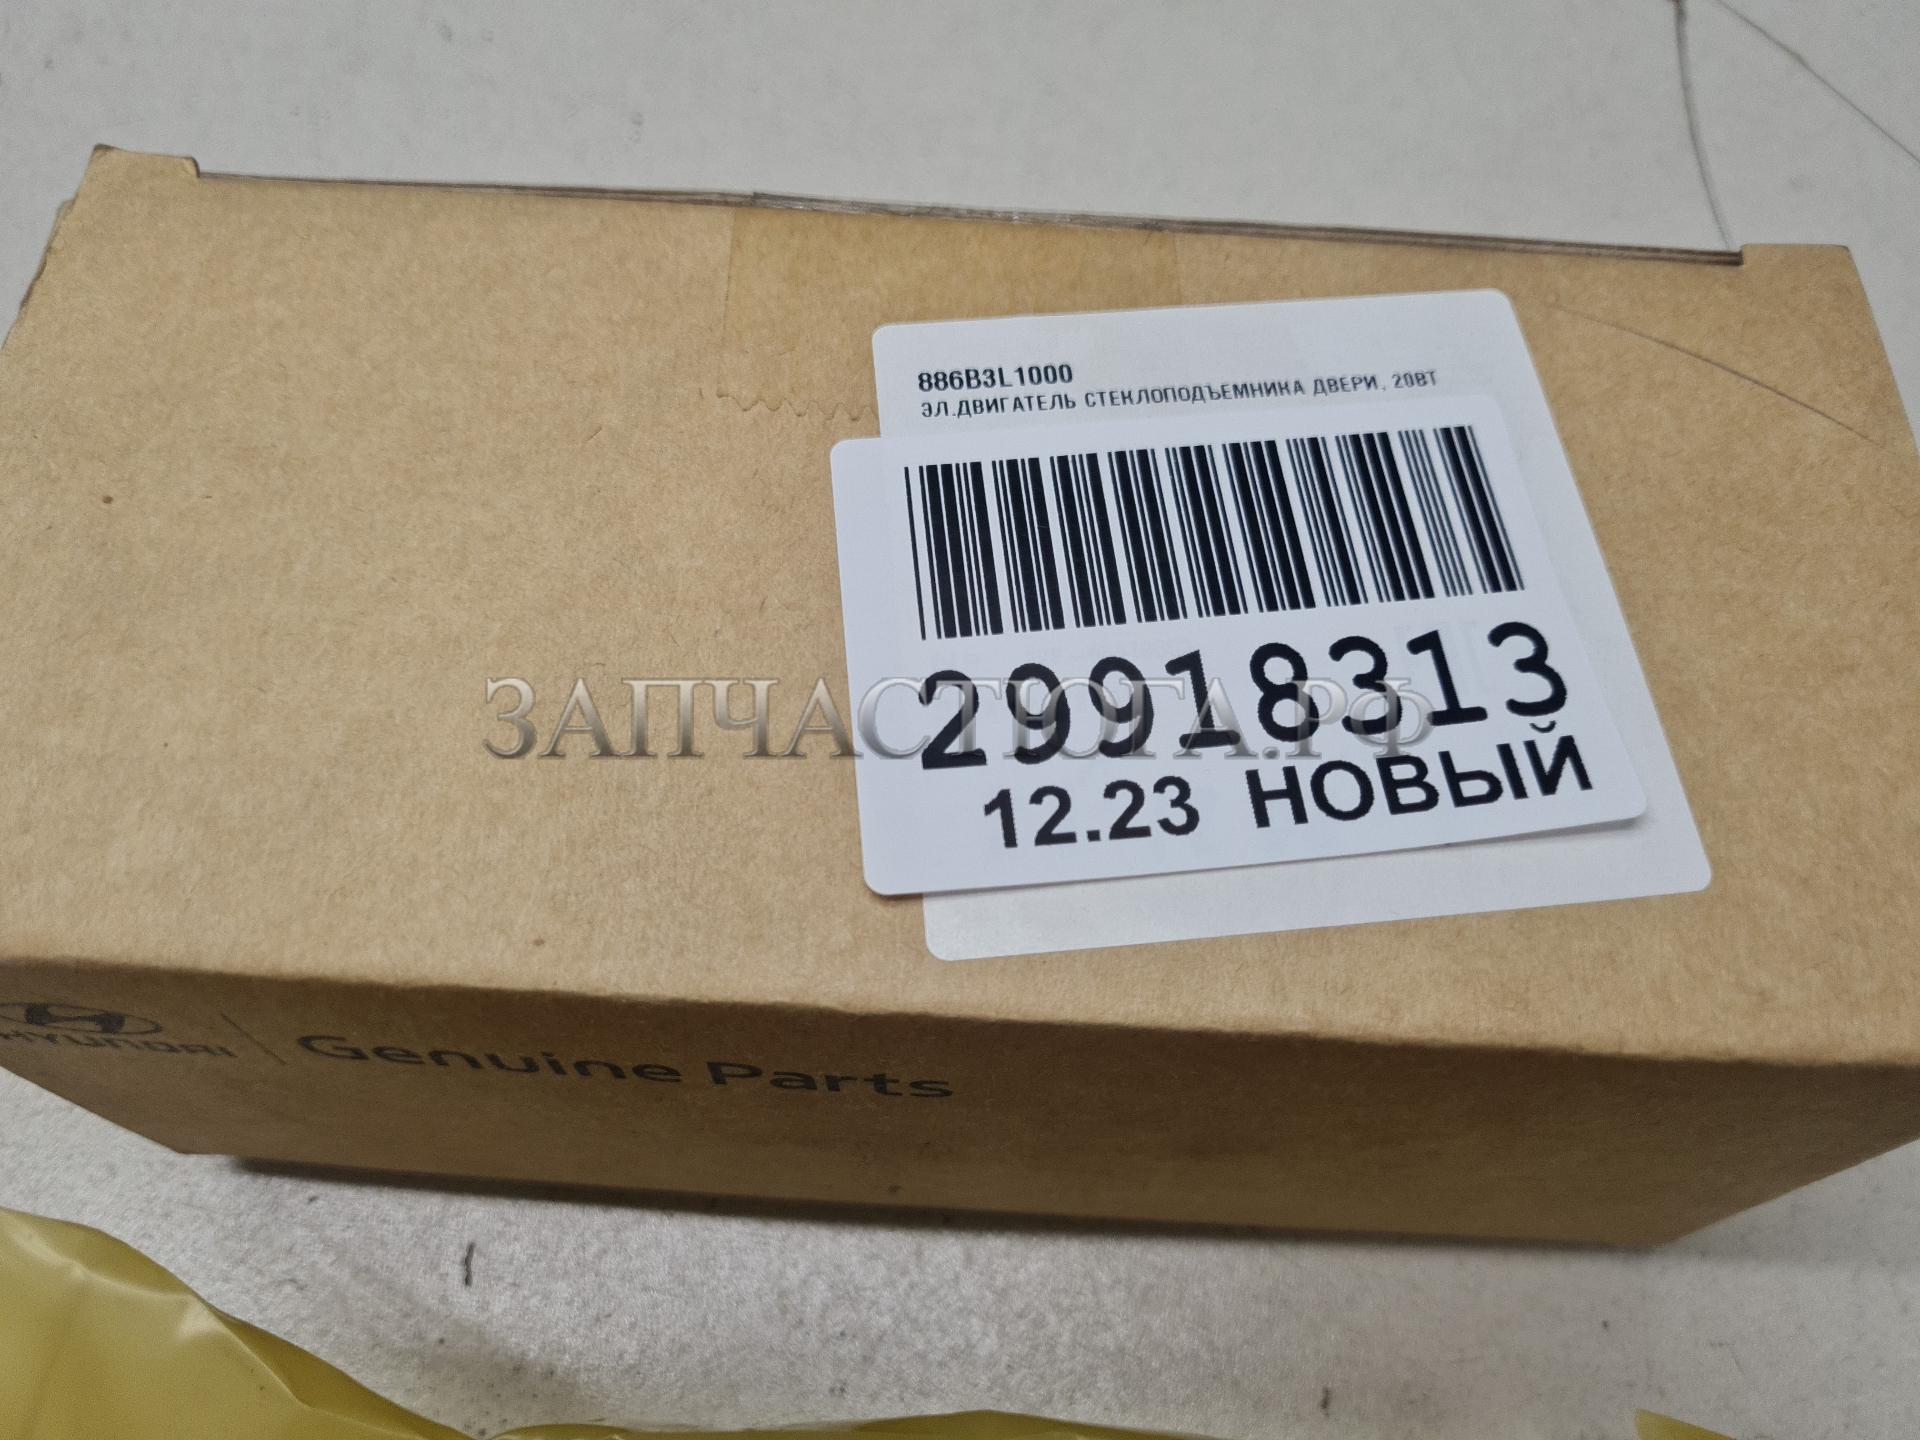 886B3L1000
ЭЛ.ДВИГАТЕЛЬ СТЕКЛОПОДЪЕМНИКА ДВЕРИ, 20ВТ
29918313
12.23 НОВЫЙ
ЗАПЧАСТЮГА.РФ
HYUNDAI | Genuine Parts